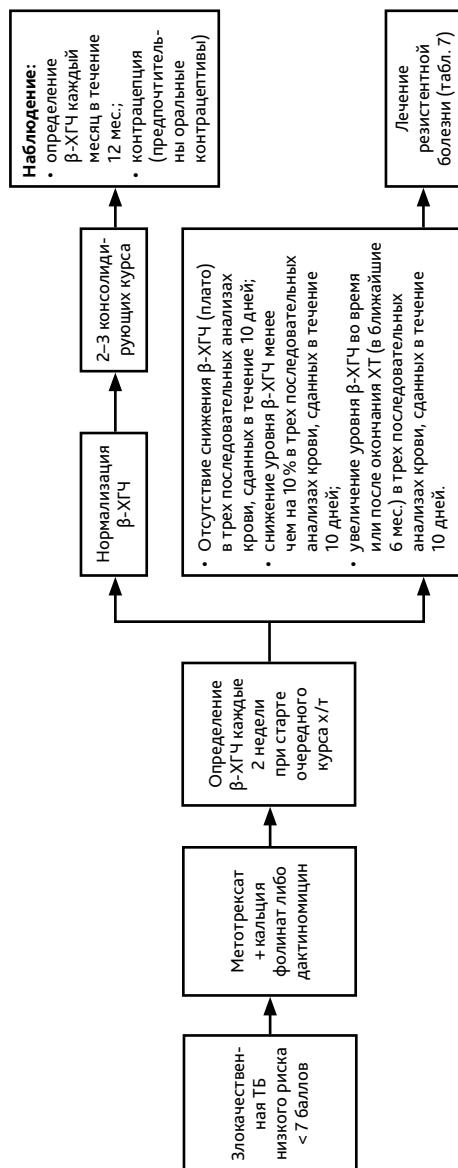 Злокачествен-
ная ТБ
низкого риска
< 7 баллов
Метотрексат
+ кальция
фолинат либо
дактиномицин
Определение
β-ХГЧ каждые
2 недели
при старте
очередного
курса х/т
Нормализация
β-ХГЧ
2–3 консолиди-
рующих курса
Наблюдение:
• определение
β-ХГЧ каждый
месяц в течение
12 мес.;
• контрацепция
(предпочтитель-
ны оральные
контрацептивы)
• Отсутствие снижения β-ХГЧ (плато)
в трех последовательных анализах
крови, сданных в течение 10 дней;
• снижение уровня β-ХГЧ менее
чем на 10 % в трех последовательных
анализах крови, сданных в течение
10 дней;
• увеличение уровня β-ХГЧ во время
или после окончания ХТ (в ближайшие
6 мес.) в трех последовательных
анализах крови, сданных в течение
10 дней.
Лечение
резистентной
болезни (табл. 7)